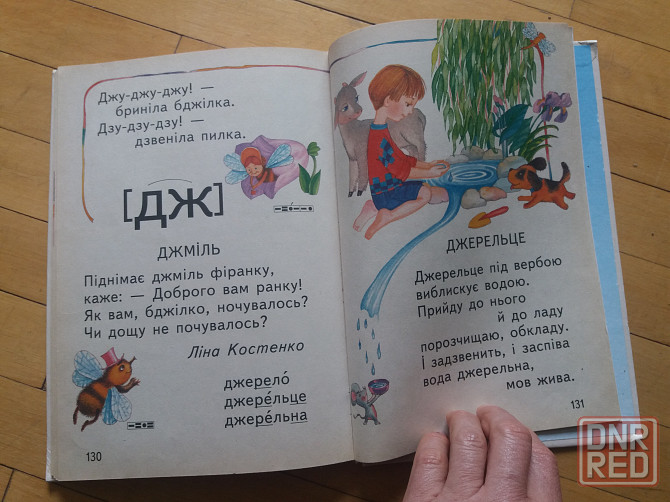 Джу-джу-джу! —
бриніла бджілка.
Дзу-дзу-дзу! —
дзвеніла пилка.
[дж]
ДЖМІЛЬ
Піднімає джміль фіранку,
каже: — Доброго вам ранку!
Як вам, бджілко, ночувалось?
Чи дощу не почувалось?
Ліна Костенко
джерело́
джере́льце
джере́льна
130
ДЖЕРЕЛЬЦЕ
Джерельце під вербою
виблискує водою.
Прийду до нього
й до ладу
порозчищаю, обкладу.
І задзвенить, і заспіва
вода джерельна,
мов жива.
131
DNR
RED